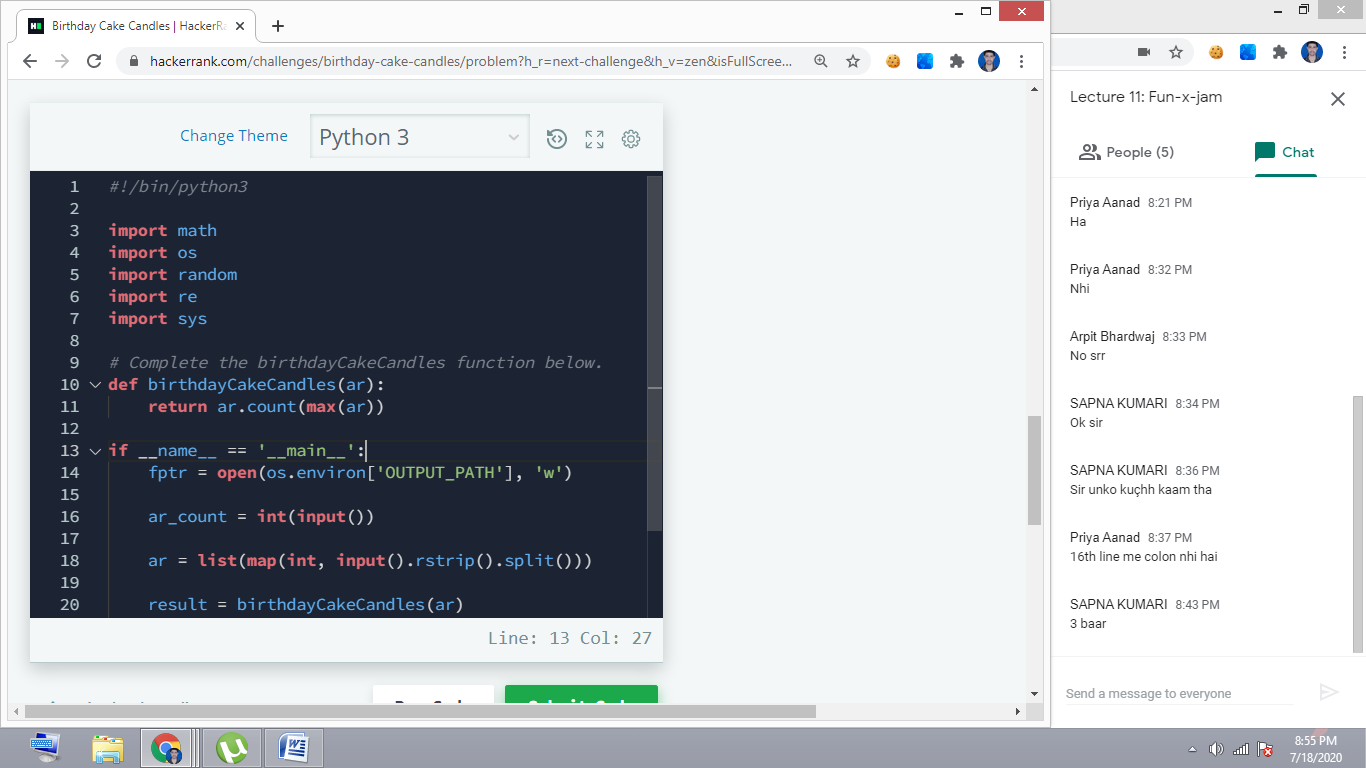 Birthday Cake Candles | HackerRa
hackerrank.com/challenges/birthday-cake-candles/problem?h_r=next-challenge&h_v=zen&isFullScree...
Change Theme
Python 3
1 #!/bin/python3
2
3 import math
4 import os
5 import random
6 import re
7 import sys
8
9 # Complete the birthdayCakeCandles function below.
10 def birthdayCakeCandles(ar):
11 return ar.count(max(ar))
12
13 if __name__ == '__main__':
14 fptr = open(os.environ['OUTPUT_PATH'], 'w')
15
16 ar_count = int(input())
17
18 ar = list(map(int, input().rstrip().split()))
19
20 result = birthdayCakeCandles(ar)
Line: 13 Col: 27
Lecture 11: Fun-x-jam
People (5)
Chat
Priya Aanad 8:21 PM
Ha
Priya Aanad 8:32 PM
Nhi
Arpit Bhardwaj 8:33 PM
No srr
SAPNA KUMARI 8:34 PM
Ok sir
SAPNA KUMARI 8:36 PM
Sir unko kuçhh kaam tha
Priya Aanad 8:37 PM
16th line me colon nhi hai
SAPNA KUMARI 8:43 PM
3 baar
Send a message to everyone
8:55 PM
7/18/2020